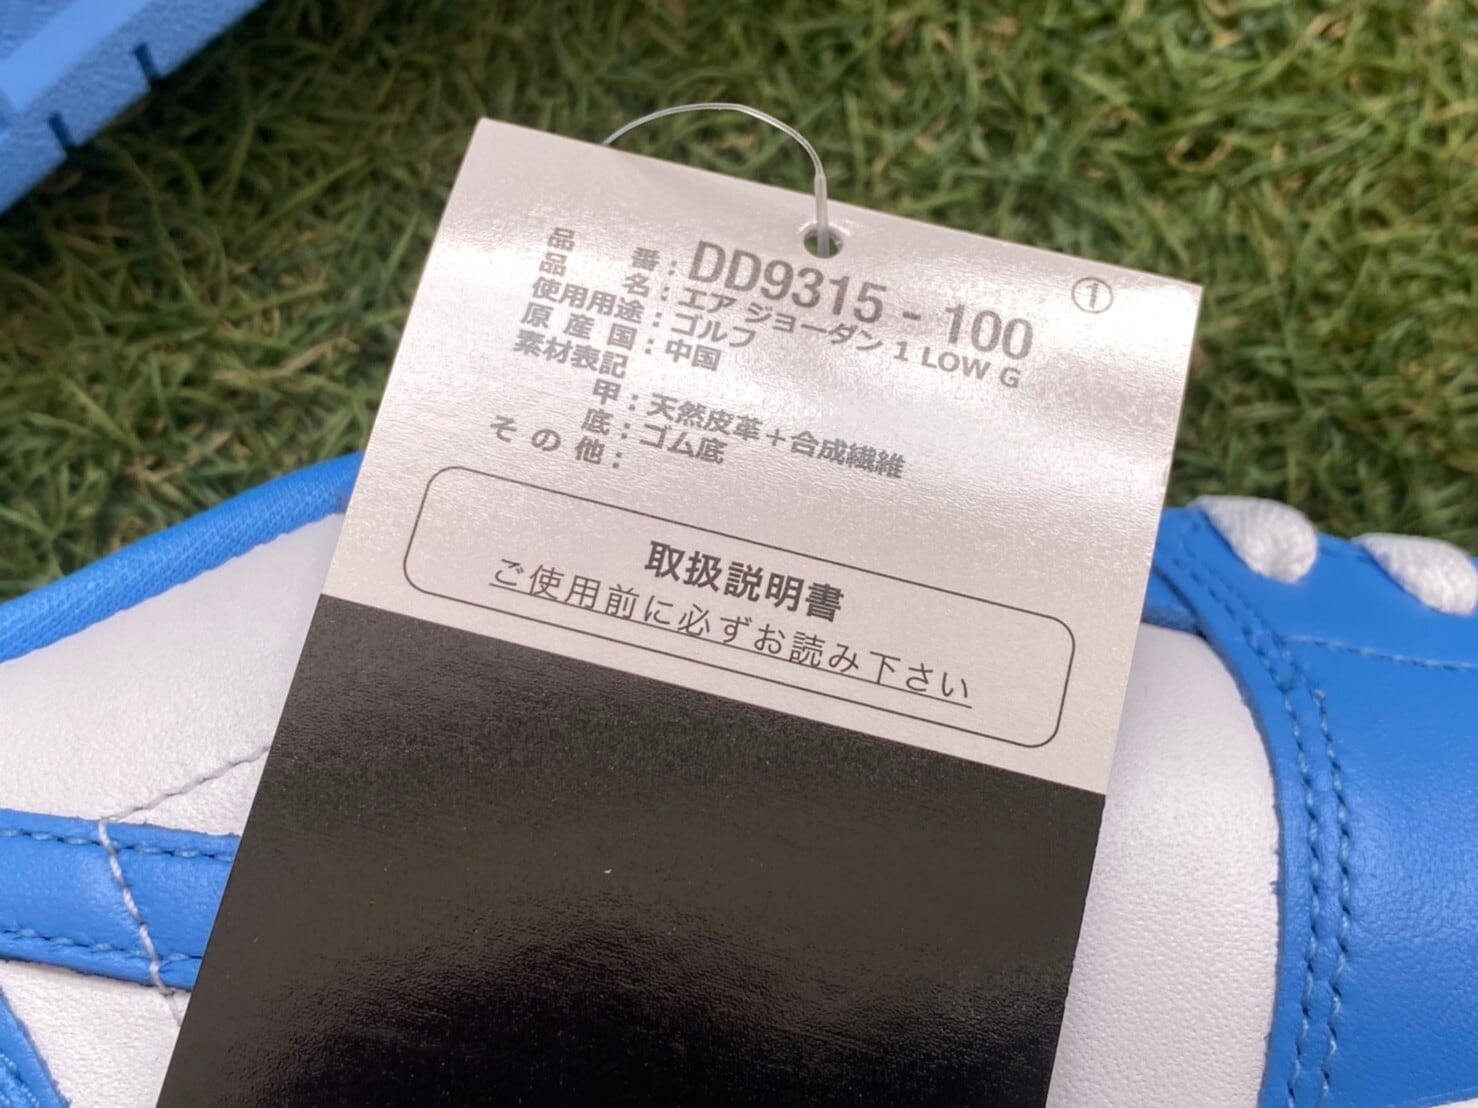 ①
品番：DD9315 - 100
品名：エア ジョーダン 1 LOW G
使用用途：ゴルフ
原産国：中国
素材表記
甲：天然皮革＋合成繊維
底：ゴム底
その他：
取扱説明書
ご使用前に必ずお読み下さい